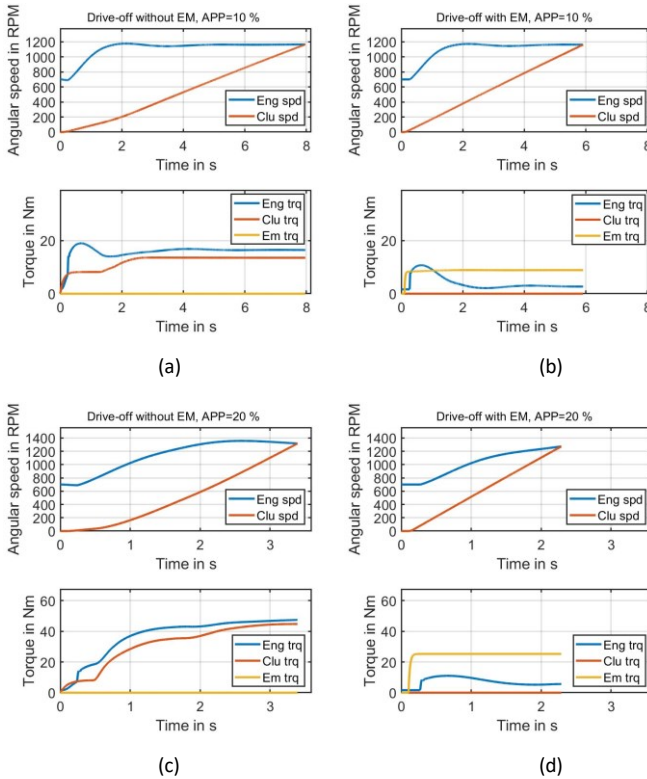 Drive-off without EM, APP=10 %
Angular speed in RPM
1200
1000
800
600
400
200
0
Eng spd
Clu spd
0 2 4 6 8
Time in s
Torque in Nm
20
0
Eng trq
Clu trq
Em trq
0 2 4 6 8
Time in s
(a)
Drive-off with EM, APP=10 %
Angular speed in RPM
1200
1000
800
600
400
200
0
Eng spd
Clu spd
0 2 4 6 8
Time in s
Torque in Nm
20
0
Eng trq
Clu trq
Em trq
0 2 4 6 8
Time in s
(b)
Drive-off without EM, APP=20 %
Angular speed in RPM
1400
1200
1000
800
600
400
200
0
Eng spd
Clu spd
0 1 2 3
Time in s
Torque in Nm
60
40
20
0
Eng trq
Clu trq
Em trq
0 1 2 3
Time in s
(c)
Drive-off with EM, APP=20 %
Angular speed in RPM
1400
1200
1000
800
600
400
200
0
Eng spd
Clu spd
0 1 2 3
Time in s
Torque in Nm
60
40
20
0
Eng trq
Clu trq
Em trq
0 1 2 3
Time in s
(d)